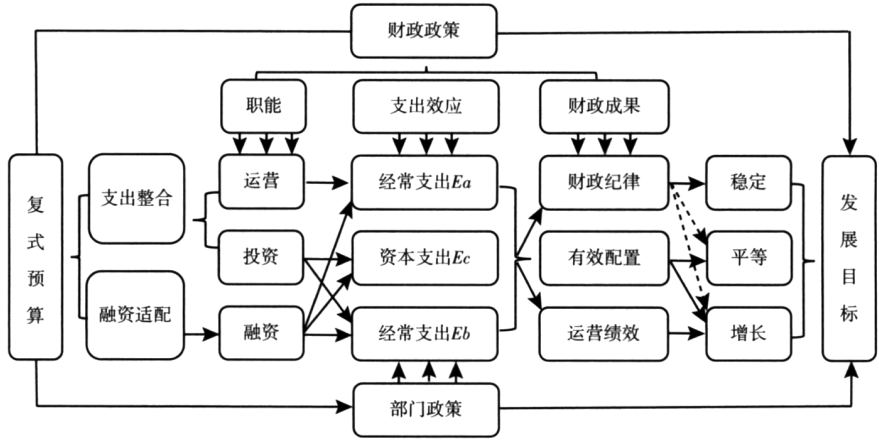 财政政策
职能
支出效应
财政成果
复式预算
支出整合
融资适配
运营
投资
融资
经常支出Ea
资本支出Ec
经常支出Eb
财政纪律
有效配置
运营绩效
稳定
平等
增长
发展目标
部门政策